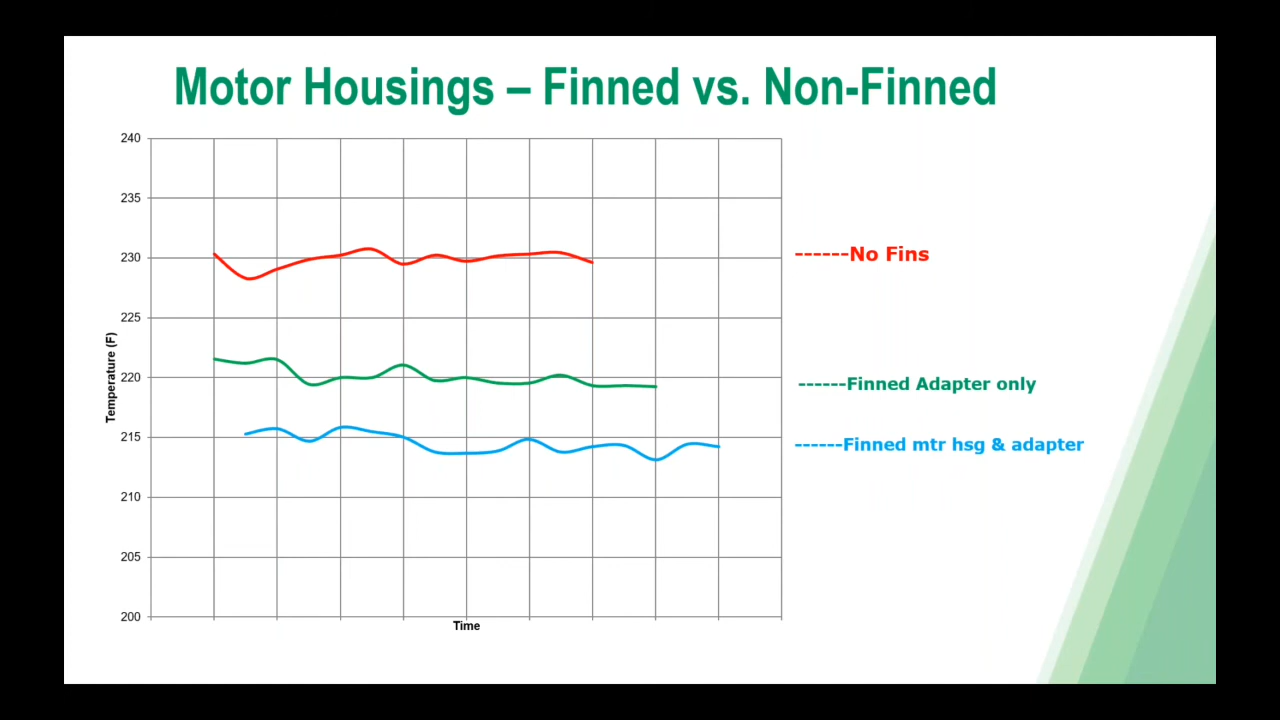 Motor Housings – Finned vs. Non-Finned
240
235
230
225
220
215
210
205
200
Temperature (F)
Time
------No Fins
------Finned Adapter only
------Finned mtr hsg & adapter